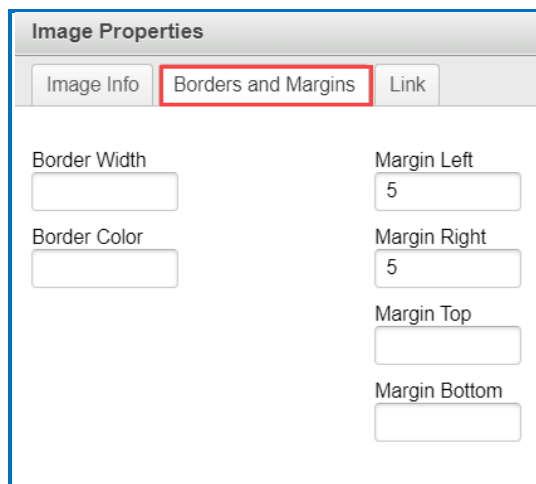 Image Properties
Image Info Borders and Margins Link
Border Width Margin Left
5
Border Color Margin Right
5
Margin Top
Margin Bottom